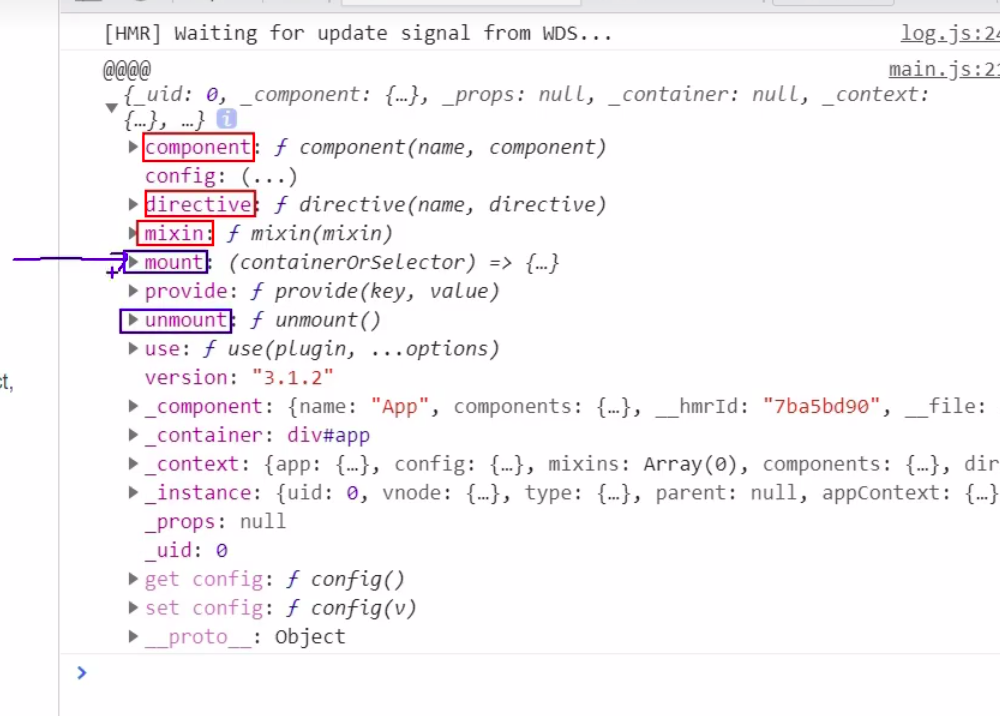 [HMR] Waiting for update signal from WDS... log.js:24
@@@@ main.js:21
{_uid: 0, _component: {…}, _props: null, _container: null, _context:
{…}, …} i
component: ƒ component(name, component)
config: (...)
directive: ƒ directive(name, directive)
mixin: ƒ mixin(mixin)
mount: (containerOrSelector) => {…}
provide: ƒ provide(key, value)
unmount: ƒ unmount()
use: ƒ use(plugin, ...options)
version: "3.1.2"
ct,
_component: {name: "App", components: {…}, __hmrId: "7ba5bd90", __file:
_container: div#app
_context: {app: {…}, config: {…}, mixins: Array(0), components: {…}, dir
_instance: {uid: 0, vnode: {…}, type: {…}, parent: null, appContext: {…}
_props: null
_uid: 0
get config: ƒ config()
set config: ƒ config(v)
__proto__: Object